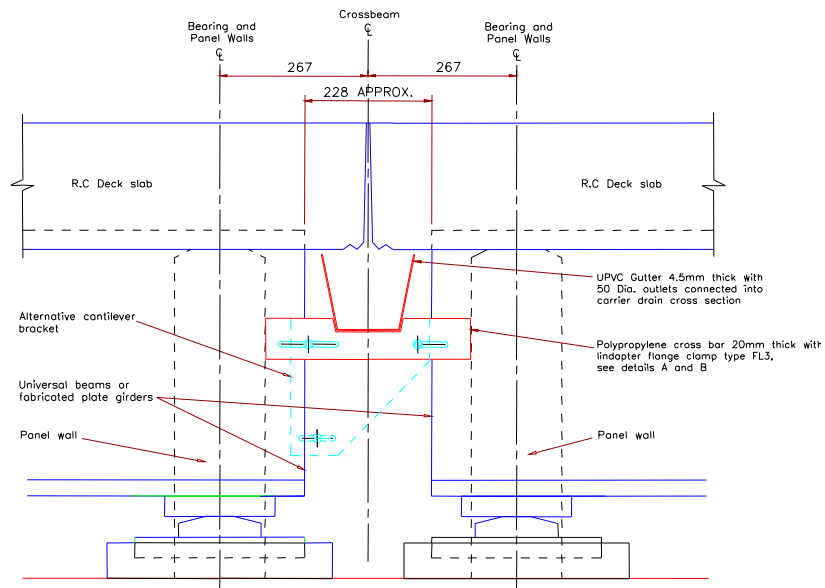 Crossbeam
℄
Bearing and
Panel Walls
℄
Bearing and
Panel Walls
℄
267
267
228 APPROX.
R.C Deck slab
R.C Deck slab
UPVC Gutter 4.5mm thick with
50 Dia. outlets connected into
carrier drain cross section
Alternative cantilever
bracket
Polypropylene cross bar 20mm thick with
lindapter flange clamp type FL3,
see details A and B
Universal beams or
fabricated plate girders
Panel wall
Panel wall